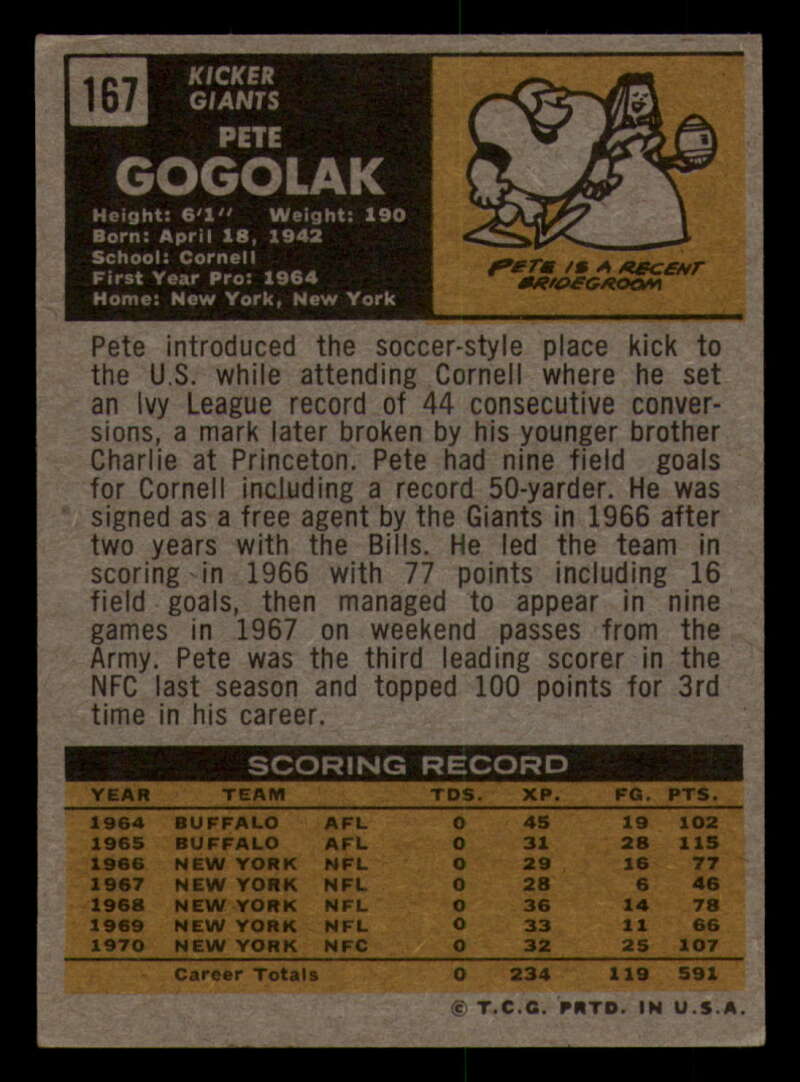 167
KICKER
GIANTS
PETE
GOGOLAK
Height: 6'1" Weight: 190
Born: April 18, 1942
School: Cornell
First Year Pro: 1964
Home: New York, New York
PETE IS A RECENT
BRIDEGROOM
Pete introduced the soccer-style place kick to
the U.S. while attending Cornell where he set
an Ivy League record of 44 consecutive conver-
sions, a mark later broken by his younger brother
Charlie at Princeton. Pete had nine field goals
for Cornell including a record 50-yarder. He was
signed as a free agent by the Giants in 1966 after
two years with the Bills. He led the team in
scoring in 1966 with 77 points including 16
field goals, then managed to appear in nine
games in 1967 on weekend passes from the
Army. Pete was the third leading scorer in the
NFC last season and topped 100 points for 3rd
time in his career.
SCORING RECORD
YEAR TEAM TDS. XP. FG. PTS.
1964 BUFFALO AFL 0 45 19 102
1965 BUFFALO AFL 0 31 28 115
1966 NEW YORK NFL 0 29 16 77
1967 NEW YORK NFL 0 28 6 46
1968 NEW YORK NFL 0 36 14 78
1969 NEW YORK NFL 0 33 11 66
1970 NEW YORK NFC 0 32 25 107
Career Totals 0 234 119 591
© T.C.G. PRTD. IN U.S.A.